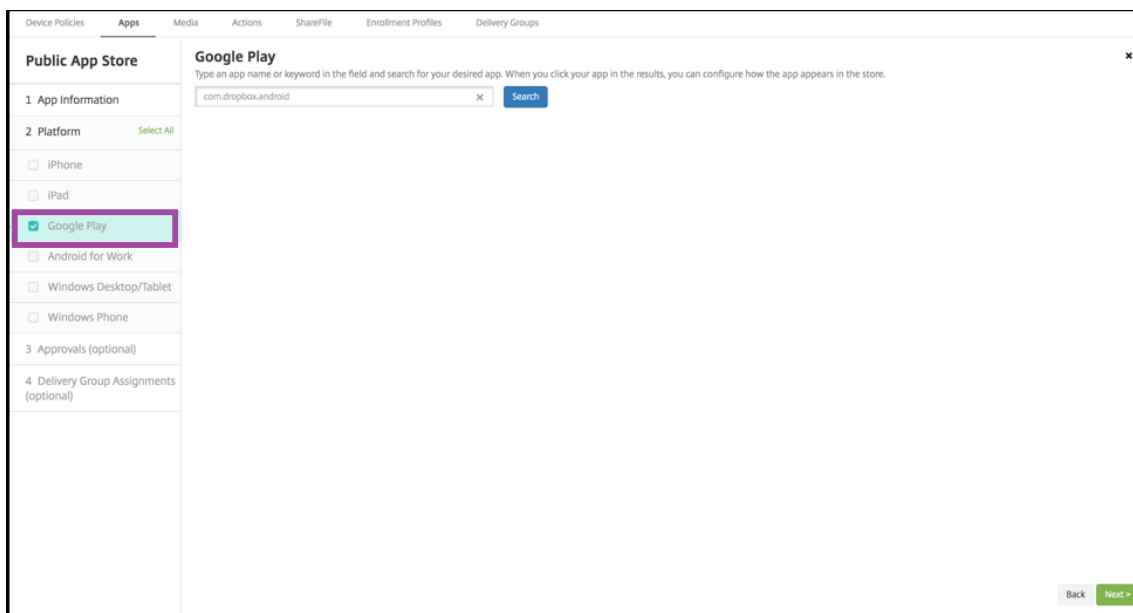 Device Policies Apps Media Actions ShareFile Enrollment Profiles Delivery Groups
Public App Store
1 App Information
2 Platform Select All
iPhone
iPad
Google Play
Android for Work
Windows Desktop/Tablet
Windows Phone
3 Approvals (optional)
4 Delivery Group Assignments
(optional)
Google Play
Type an app name or keyword in the field and search for your desired app. When you click your app in the results, you can configure how the app appears in the store.
com.dropbox.android Search
Back Next >